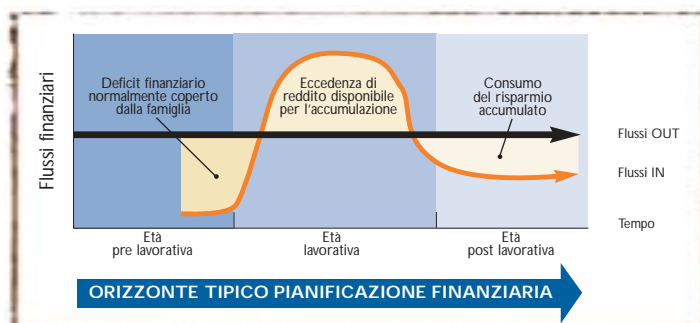 Flussi finanziari
Deficit finanziario
normalmente coperto
dalla famiglia
Eccedenza di
reddito disponibile
per l'accumulazione
Consumo
del risparmio
accumulato
Flussi OUT
Flussi IN
Tempo
Età
pre lavorativa
Età
lavorativa
Età
post lavorativa
ORIZZONTE TIPICO PIANIFICAZIONE FINANZIARIA